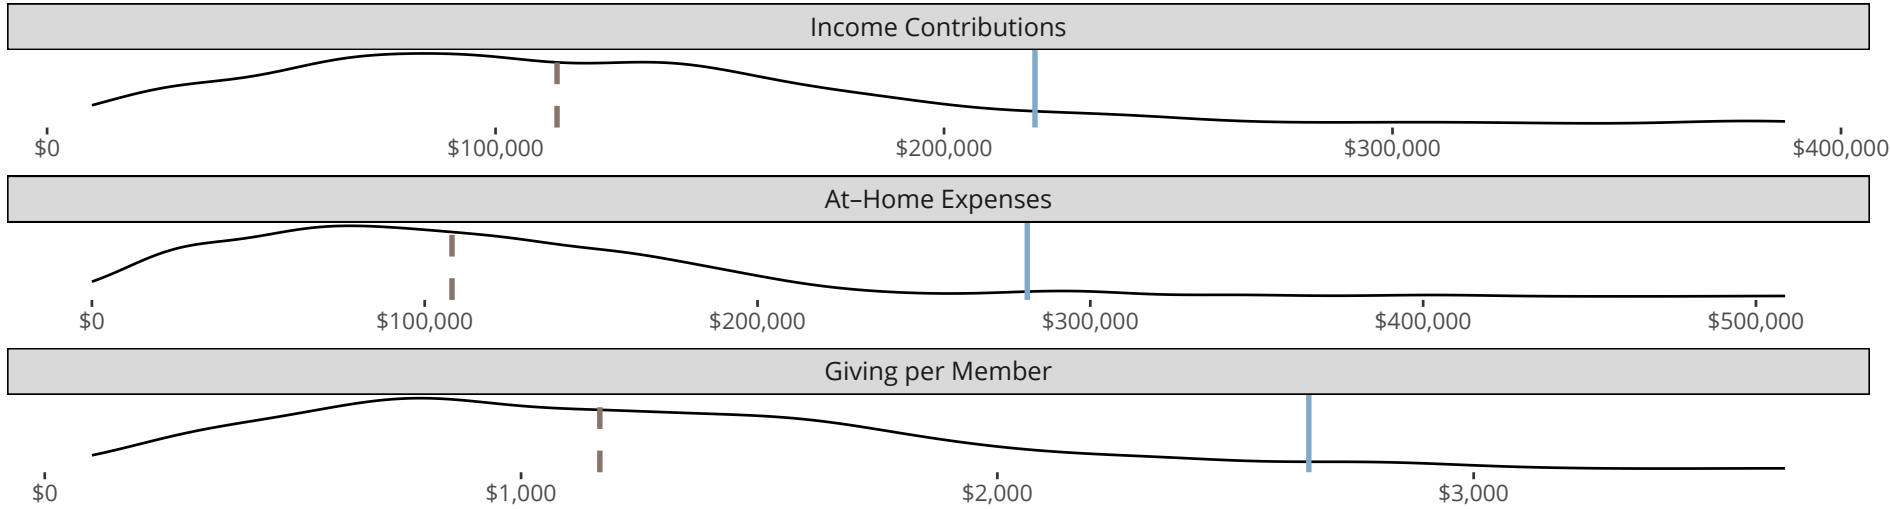 Income Contributions
$0 $100,000 $200,000 $300,000 $400,000
At–Home Expenses
$0 $100,000 $200,000 $300,000 $400,000 $500,000
Giving per Member
$0 $1,000 $2,000 $3,000